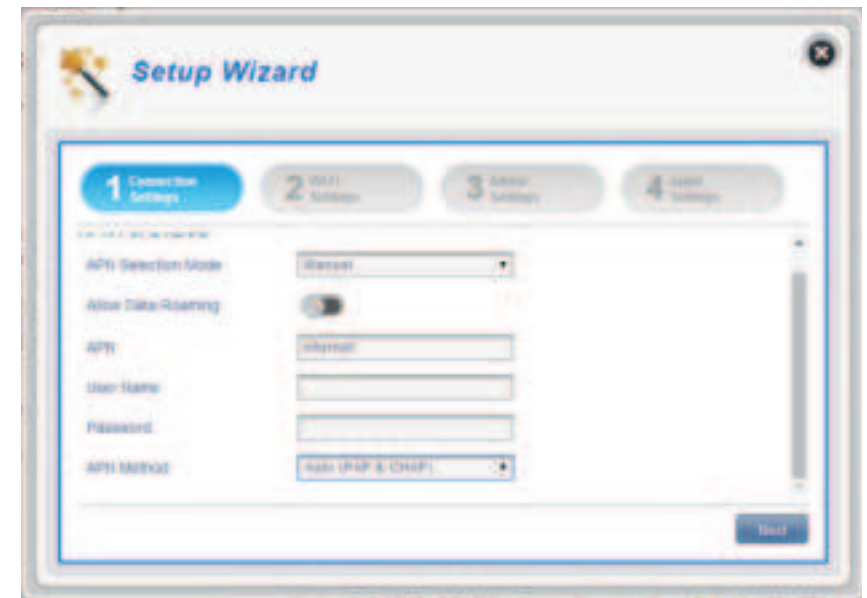 Setup Wizard
1 Connection Settings
2 Wi-Fi Settings
3 Admin Settings
4 Apply Settings
APN Selection Mode Manual
Allow Data Roaming
APN internet
User Name
Password
APN Method Auto (PAP & CHAP)
Next